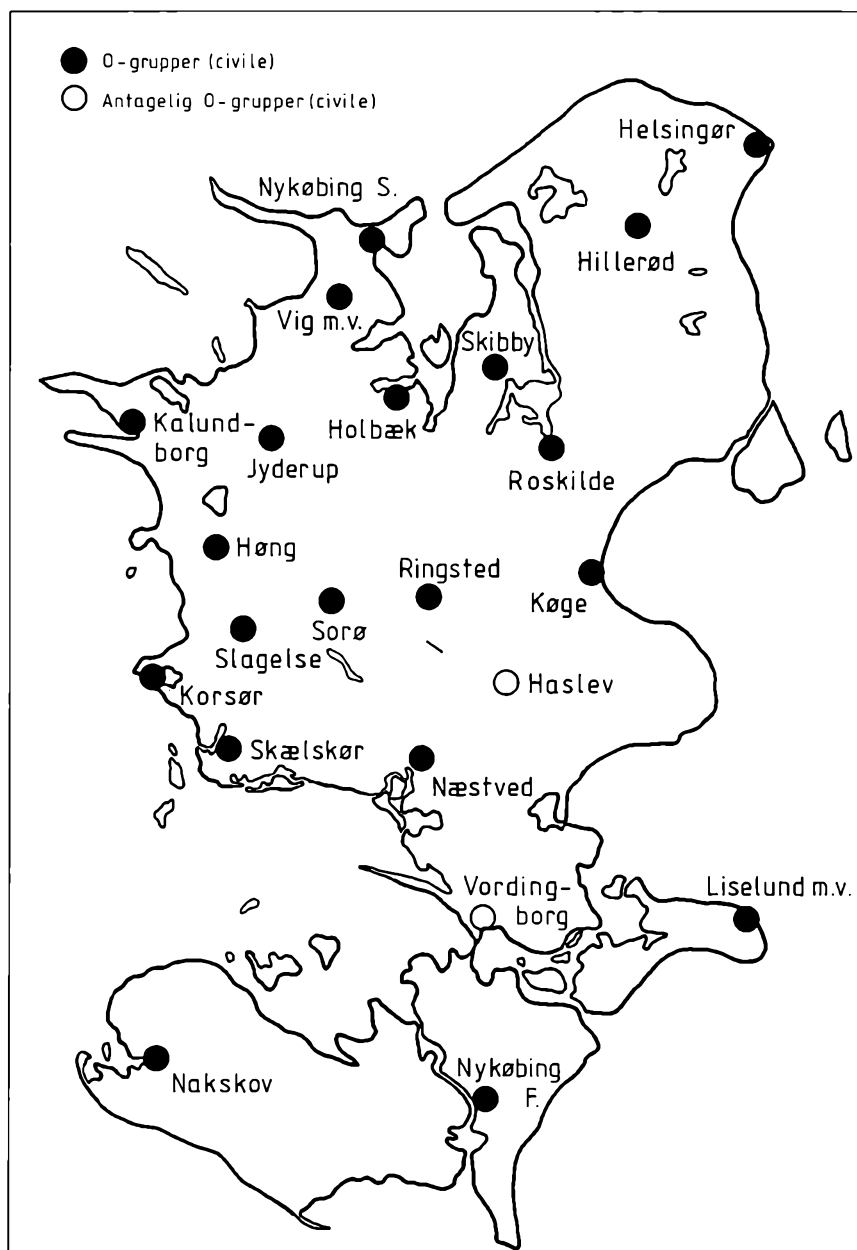 O-grupper (civile)
Antagelig O-grupper (civile)
Helsingør
Nykøbing S.
Hillerød
Vig m.v.
Skibby
Kalund-
borg
Holbæk
Jyderup
Roskilde
Høng
Ringsted
Køge
Sorø
Slagelse
Haslev
Korsør
Skælskør
Næstved
Vording-
borg
Liselund m.v.
Nakskov
Nykøbing
F.